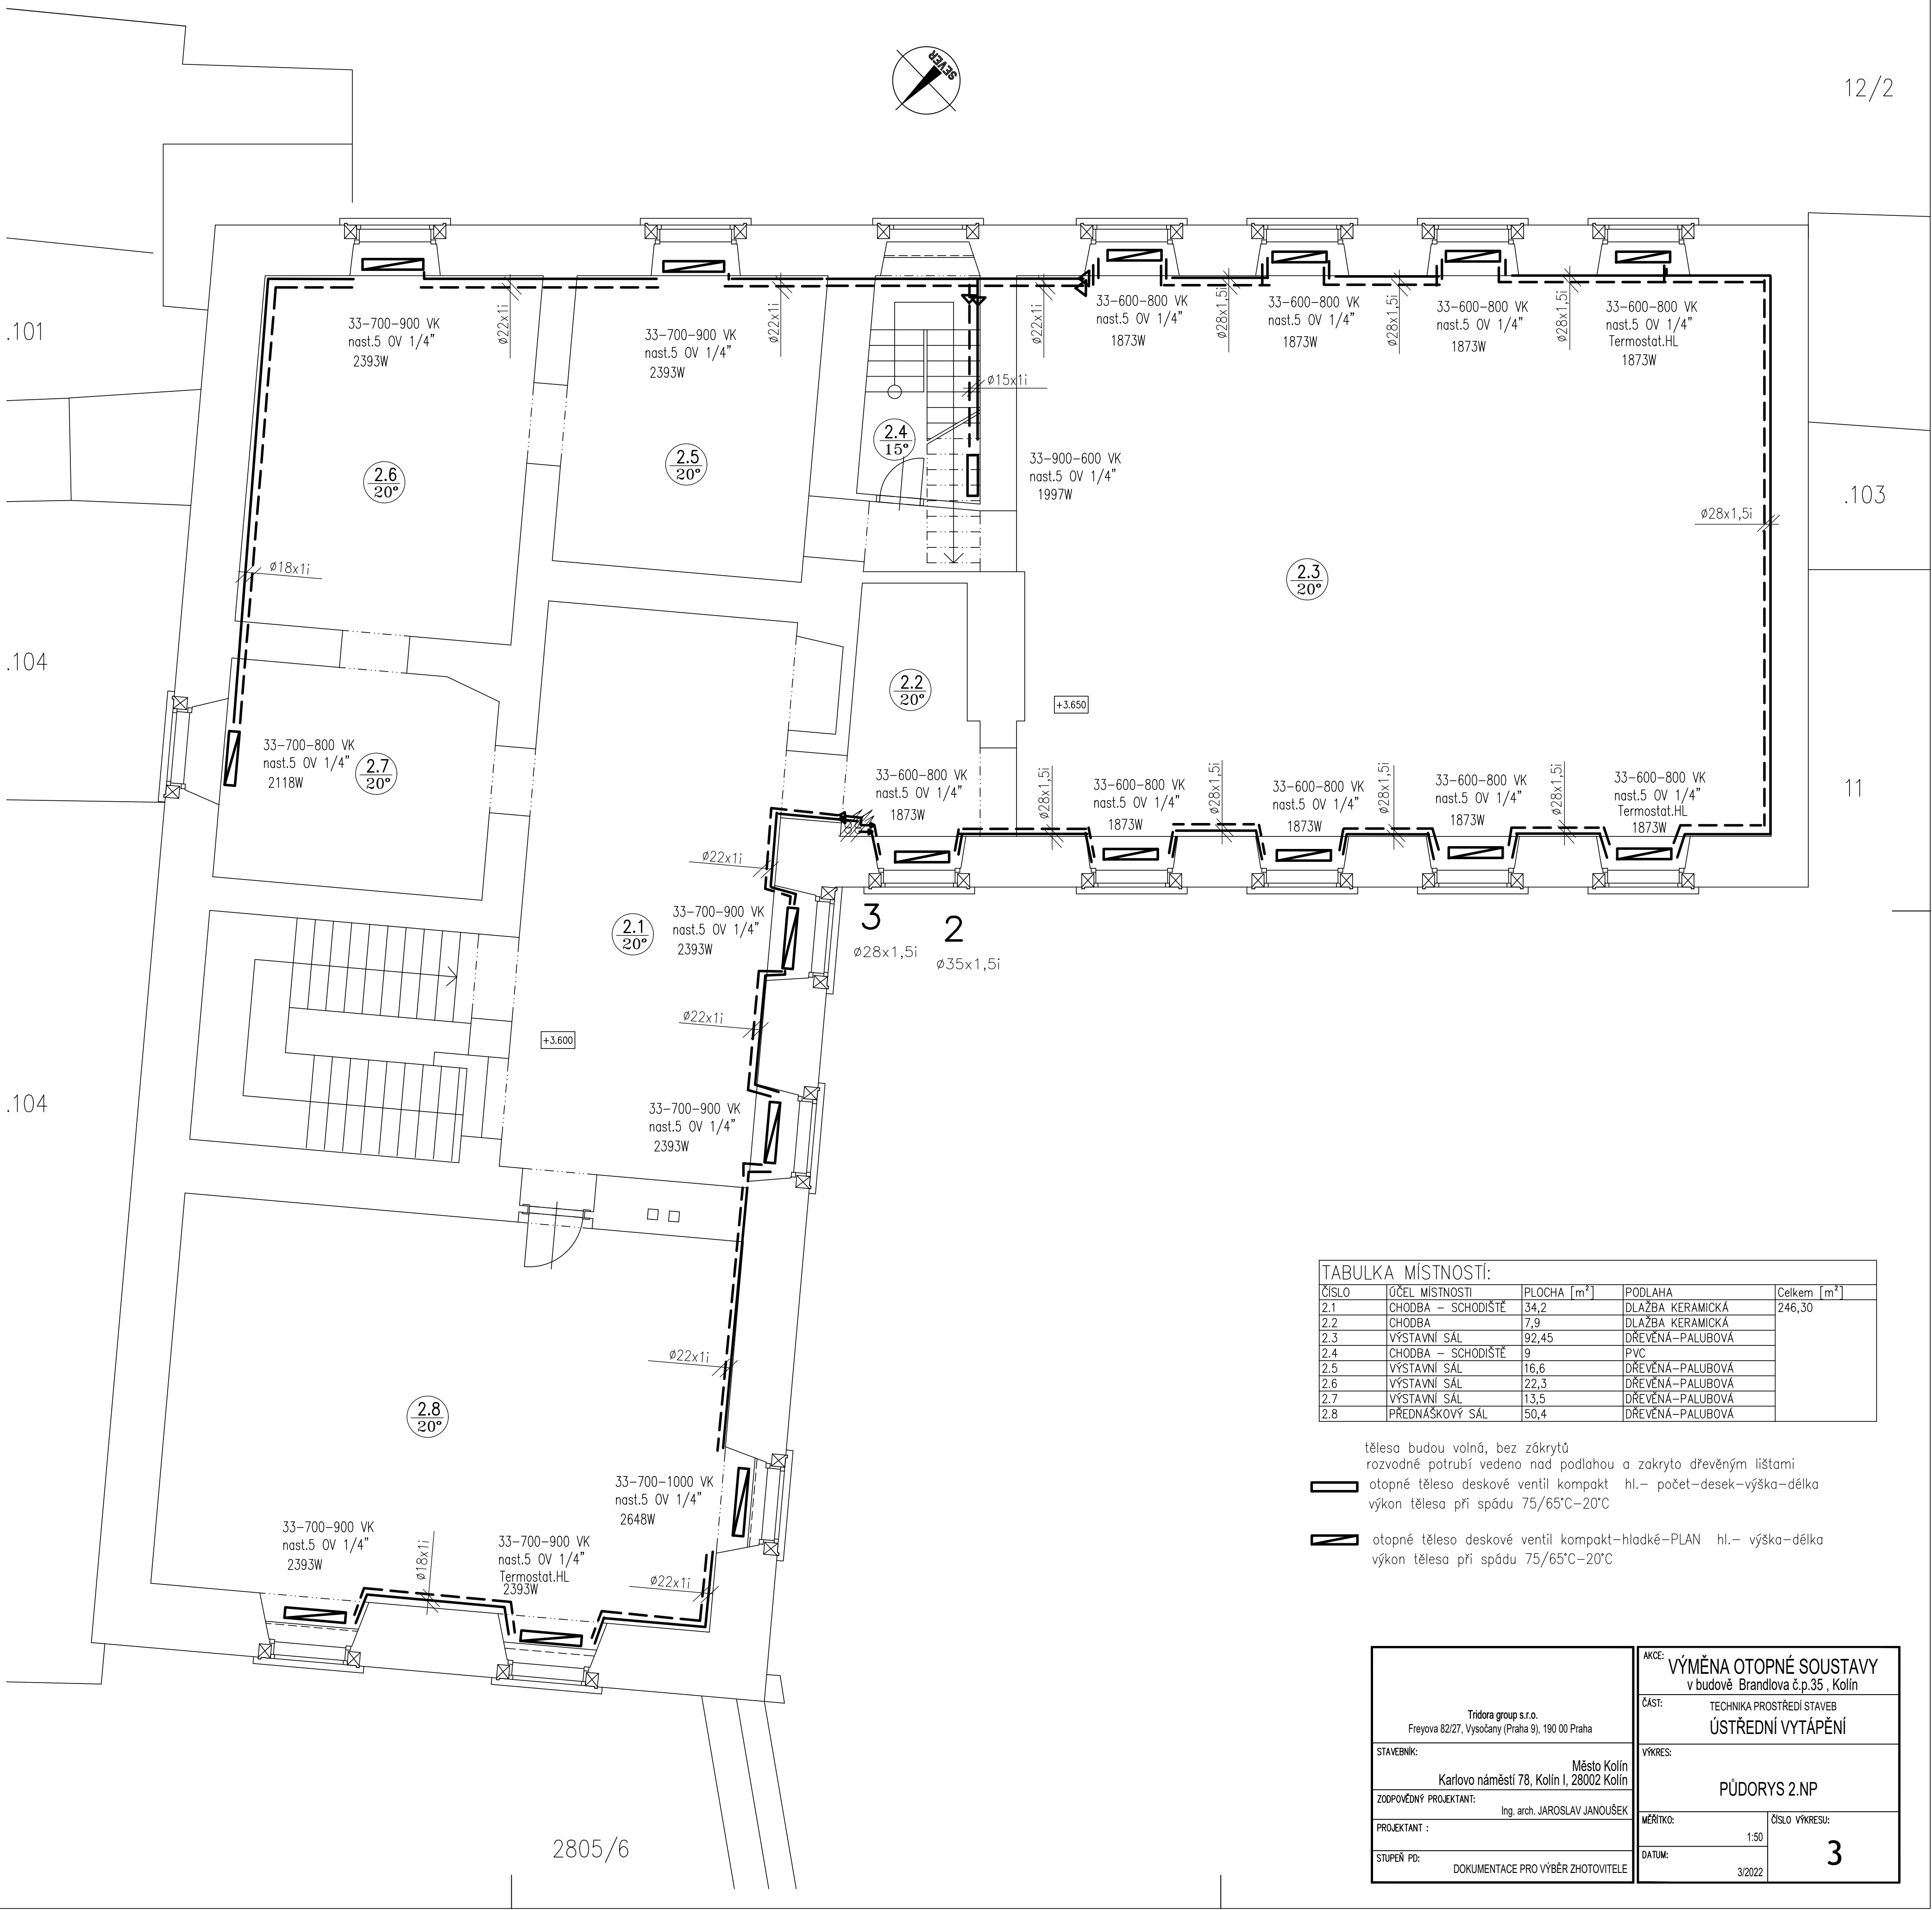 SEVER
12/2
.101
.103
.104
11
.104
2805/6
33-700-900 VK
nast.5 OV 1/4"
2393W
ø22x1i
33-700-900 VK
nast.5 OV 1/4"
2393W
ø22x1i
ø22x1i
33-600-800 VK
nast.5 OV 1/4"
1873W
ø28x1,5i
33-600-800 VK
nast.5 OV 1/4"
1873W
ø28x1,5i
33-600-800 VK
nast.5 OV 1/4"
1873W
ø28x1,5i
33-600-800 VK
nast.5 OV 1/4"
Termostat.HL
1873W
ø15x1i
2.4
15°
2.5
20°
2.6
20°
33-900-600 VK
nast.5 OV 1/4"
1997W
ø28x1,5i
ø18x1i
2.3
20°
2.2
20°
+3.650
33-700-800 VK
nast.5 OV 1/4"
2118W
2.7
20°
33-600-800 VK
nast.5 OV 1/4"
1873W
ø28x1,5i
33-600-800 VK
nast.5 OV 1/4"
1873W
ø28x1,5i
33-600-800 VK
nast.5 OV 1/4"
1873W
ø28x1,5i
33-600-800 VK
nast.5 OV 1/4"
1873W
ø28x1,5i
33-600-800 VK
nast.5 OV 1/4"
Termostat.HL
1873W
ø22x1i
33-700-900 VK
nast.5 OV 1/4"
2393W
2.1
20°
3
ø28x1,5i
2
ø35x1,5i
ø22x1i
+3.600
33-700-900 VK
nast.5 OV 1/4"
2393W
ø22x1i
2.8
20°
33-700-1000 VK
nast.5 OV 1/4"
2648W
33-700-900 VK
nast.5 OV 1/4"
2393W
ø18x1i
33-700-900 VK
nast.5 OV 1/4"
Termostat.HL
2393W
ø22x1i
TABULKA MÍSTNOSTÍ:
ČÍSLO ÚČEL MÍSTNOSTI PLOCHA [m²] PODLAHA Celkem [m²]
2.1 CHODBA – SCHODIŠTĚ 34,2 DLAŽBA KERAMICKÁ 246,30
2.2 CHODBA 7,9 DLAŽBA KERAMICKÁ
2.3 VÝSTAVNÍ SÁL 92,45 DŘEVĚNÁ-PALUBOVÁ
2.4 CHODBA – SCHODIŠTĚ 9 PVC
2.5 VÝSTAVNÍ SÁL 16,6 DŘEVĚNÁ-PALUBOVÁ
2.6 VÝSTAVNÍ SÁL 22,3 DŘEVĚNÁ-PALUBOVÁ
2.7 VÝSTAVNÍ SÁL 13,5 DŘEVĚNÁ-PALUBOVÁ
2.8 PŘEDNÁŠKOVÝ SÁL 50,4 DŘEVĚNÁ-PALUBOVÁ
tělesa budou volná, bez zákrytů
rozvodné potrubí vedeno nad podlahou a zakryto dřevěným lištami
otopné těleso deskové ventil kompakt hl.- počet-desek-výška-délka
výkon tělesa při spádu 75/65°C-20°C
otopné těleso deskové ventil kompakt-hladké-PLAN hl.- výška-délka
výkon tělesa při spádu 75/65°C-20°C
Tridora group s.r.o.
Freyova 82/27, Vysočany (Praha 9), 190 00 Praha
STAVEBNÍK:
Město Kolín
Karlovo náměstí 78, Kolín I, 28002 Kolín
ZODPOVĚDNÝ PROJEKTANT:
Ing. arch. JAROSLAV JANOUŠEK
PROJEKTANT :
STUPEŇ PD:
DOKUMENTACE PRO VÝBĚR ZHOTOVITELE
AKCE:
VÝMĚNA OTOPNÉ SOUSTAVY
v budově Brandlova č.p.35 , Kolín
ČÁST:
TECHNIKA PROSTŘEDÍ STAVEB
ÚSTŘEDNÍ VYTÁPĚNÍ
VÝKRES:
PŮDORYS 2.NP
MĚŘÍTKO:
1:50
ČÍSLO VÝKRESU:
3
DATUM:
3/2022